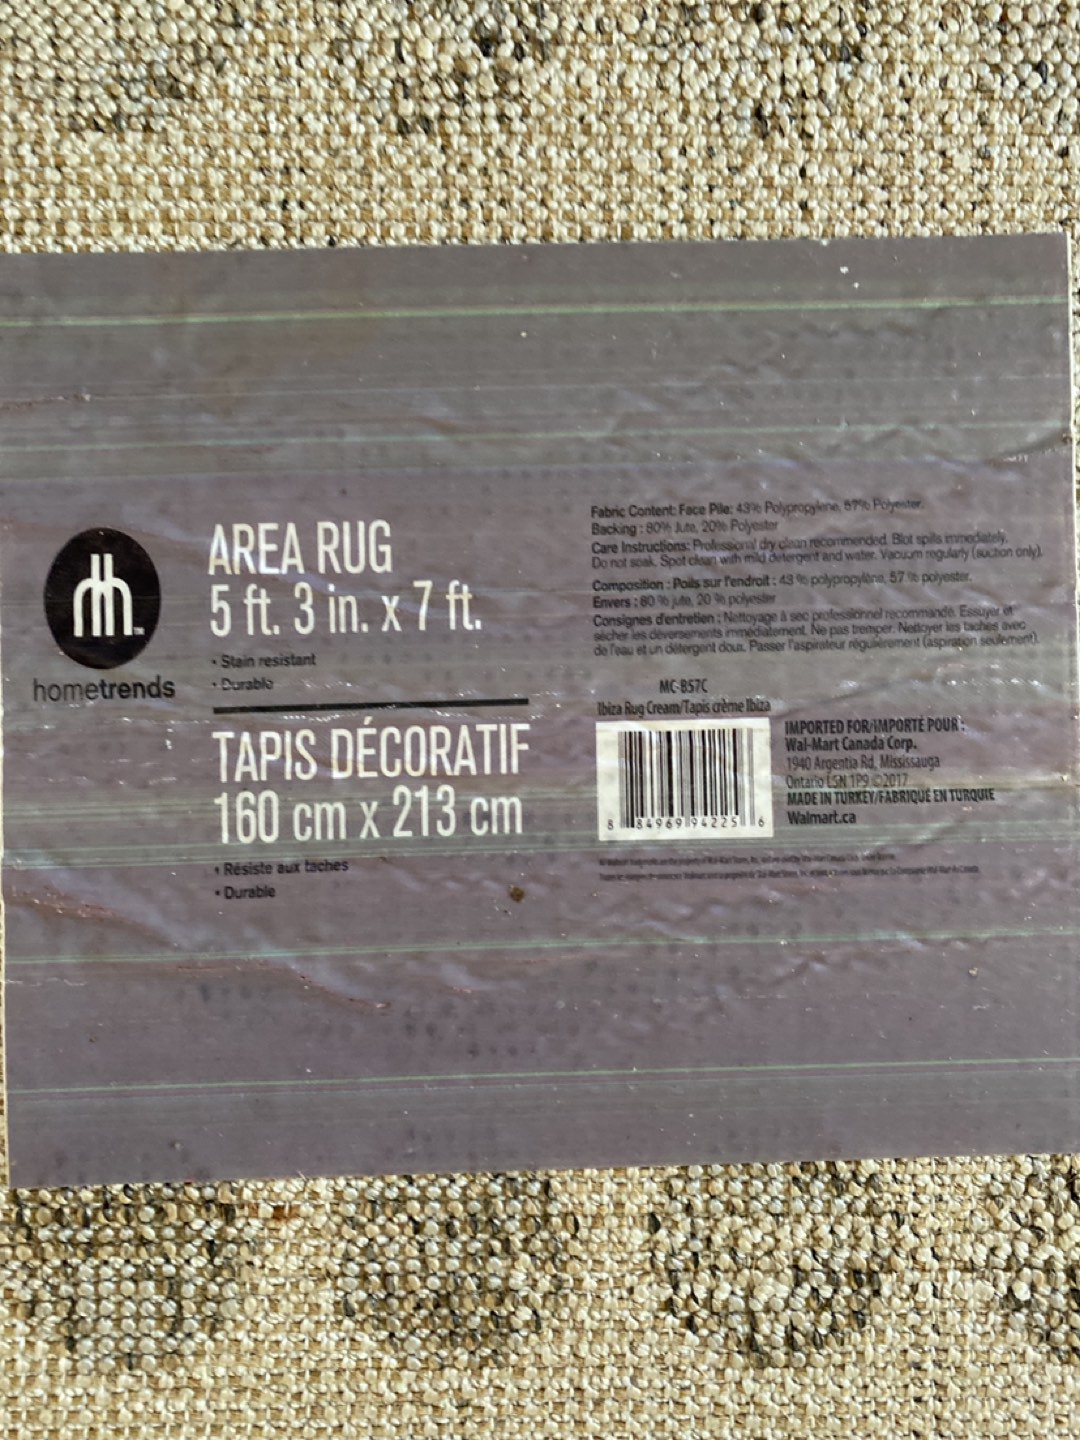 hometrends
AREA RUG
5 ft. 3 in. x 7 ft.
• Stain resistant
• Durable
TAPIS DÉCORATIF
160 cm x 213 cm
• Résiste aux taches
• Durable
Fabric Content: Face Pile: 43% Polypropylene, 57% Polyester.
Backing : 80% Jute, 20% Polyester
Care Instructions: Professional dry clean recommended. Blot spills immediately.
Do not soak. Spot clean with mild detergent and water. Vacuum regularly (suction only).
Composition : Poils sur l'endroit : 43 % polypropylène, 57 % polyester.
Envers : 80 % jute, 20 % polyester
Consignes d'entretien : Nettoyage à sec professionnel recommandé. Essuyer et
sécher les déversements immédiatement. Ne pas tremper. Nettoyer les taches avec
de l'eau et un détergent doux. Passer l'aspirateur régulièrement (aspiration seulement).
MC-B57C
Ibiza Rug Cream/Tapis crème Ibiza
8 84969 94225 6
IMPORTED FOR/IMPORTÉ POUR :
Wal-Mart Canada Corp.
1940 Argentia Rd, Mississauga
Ontario L5N 1P9 ©2017
MADE IN TURKEY/FABRIQUÉ EN TURQUIE
Walmart.ca